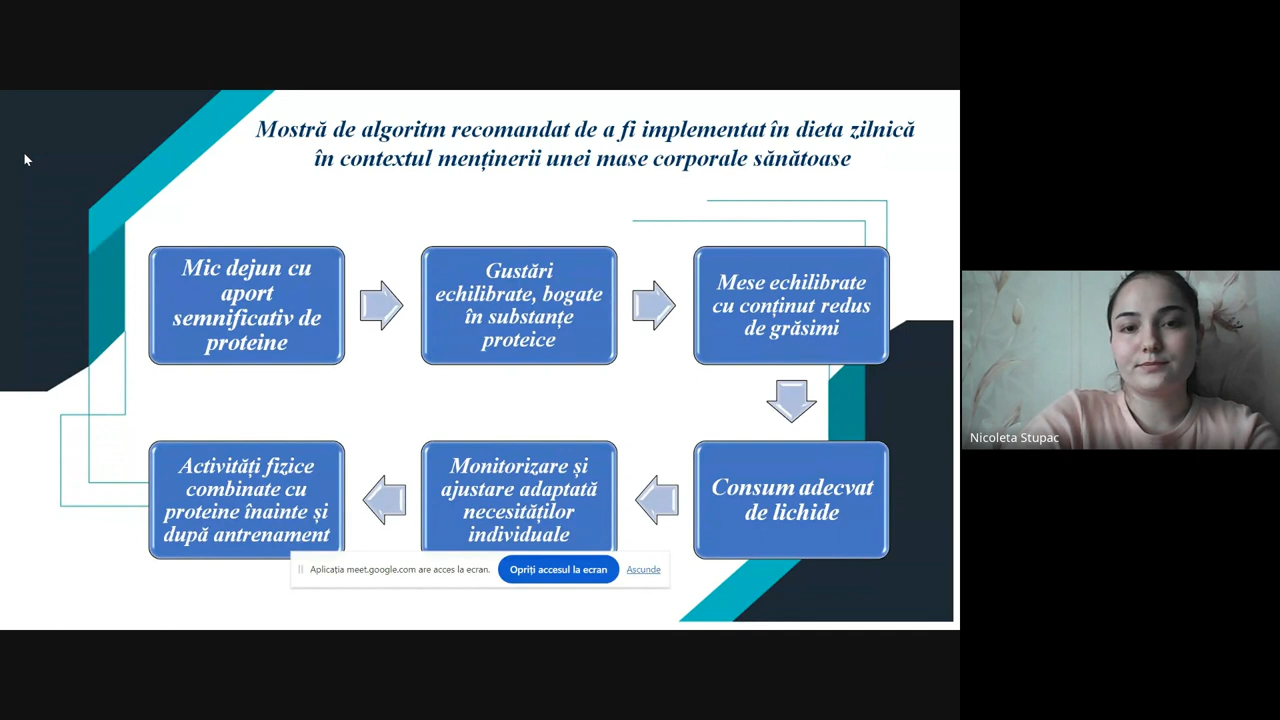 Mostră de algoritm recomandat de a fi implementat în dieta zilnică
în contextul menținerii unei mase corporale sănătoase
Mic dejun cu
aport
semnificativ de
proteine
Gustări
echilibrate, bogate
în substanțe
proteice
Mese echilibrate
cu conținut redus
de grăsimi
Activități fizice
combinate cu
proteine înainte și
după antrenament
Monitorizare și
ajustare adaptată
necesităților
individuale
Consum adecvat
de lichide
Aplicația meet.google.com are acces la ecran.
Opriți accesul la ecran
Ascunde
Nicoleta Stupac